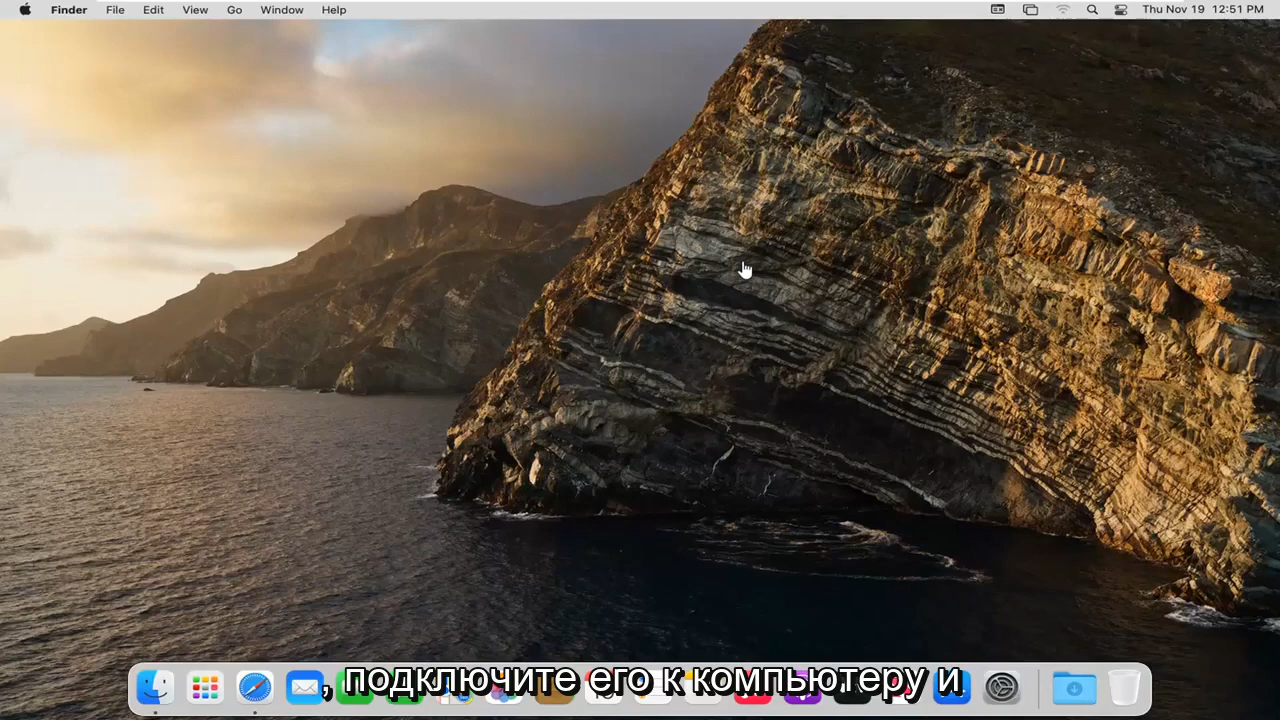 Finder File Edit View Go Window Help Thu Nov 19 12:51 PM
, подключите его к компьютеру и